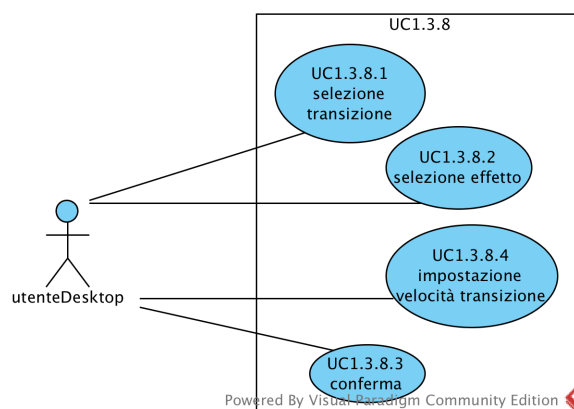 UC1.3.8
UC1.3.8.1
selezione
transizione
UC1.3.8.2
selezione effetto
utenteDesktop
UC1.3.8.4
impostazione
velocità transizione
UC1.3.8.3
conferma
Powered By Visual Paradigm Community Edition